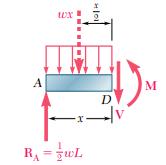 wx
x/2
A
D
M
V
x
R_A = 1/2 wL